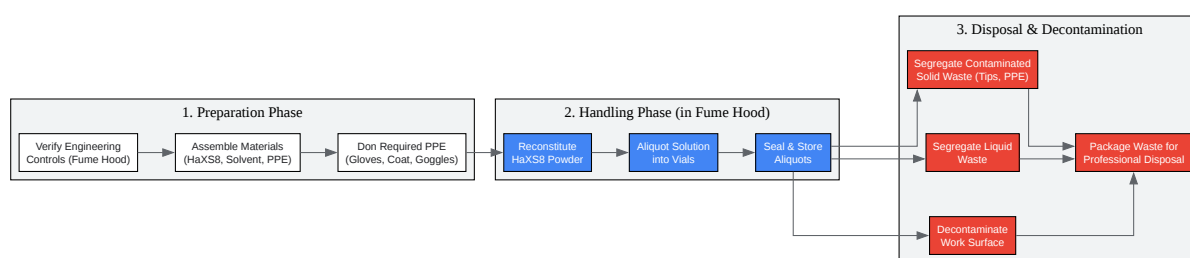 1. Preparation Phase
Verify Engineering
Controls (Fume Hood)
Assemble Materials
(HaXS8, Solvent, PPE)
Don Required PPE
(Gloves, Coat, Goggles)
2. Handling Phase (in Fume Hood)
Reconstitute
HaXS8 Powder
Aliquot Solution
into Vials
Seal & Store
Aliquots
3. Disposal & Decontamination
Segregate Contaminated
Solid Waste (Tips, PPE)
Segregate Liquid
Waste
Package Waste for
Professional Disposal
Decontaminate
Work Surface